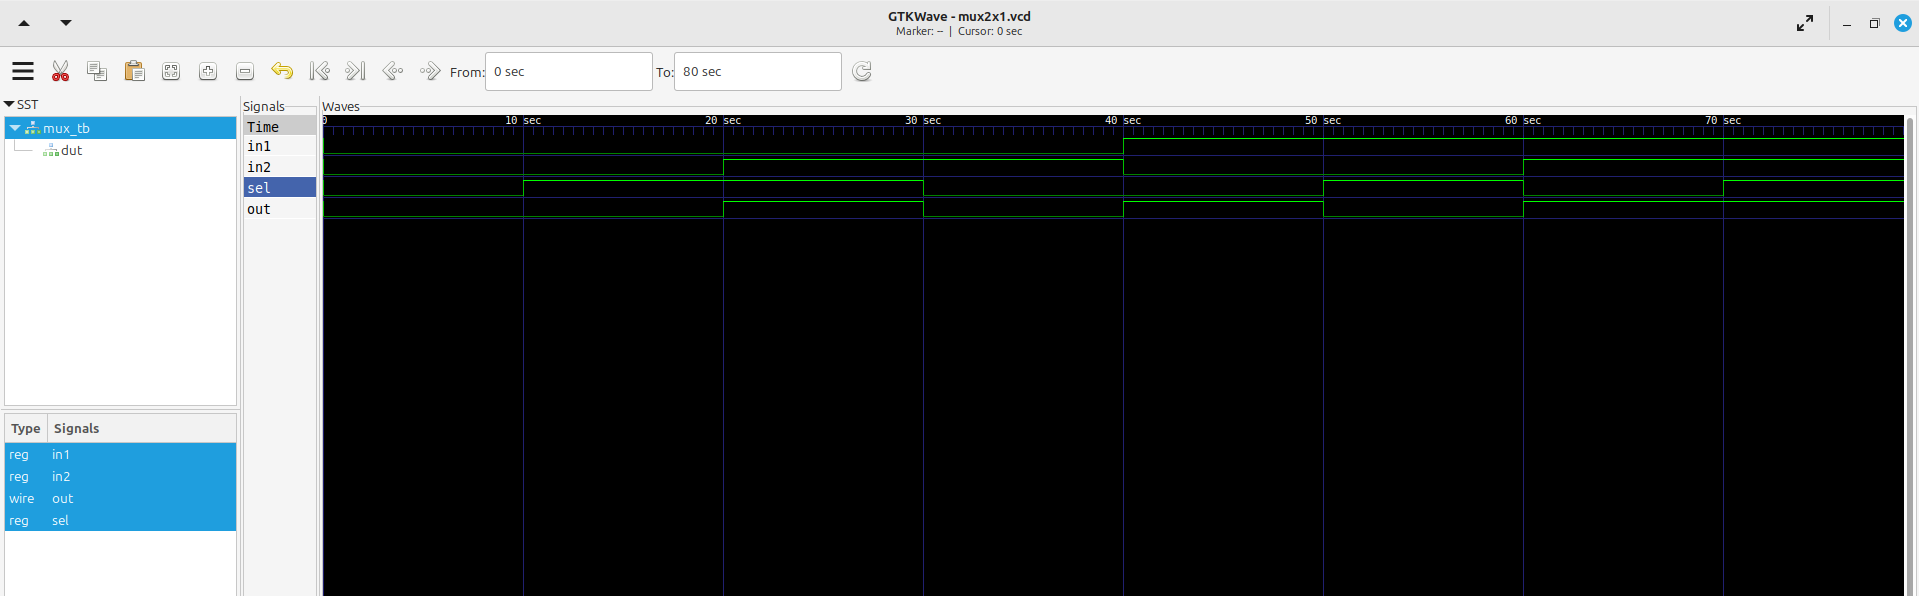 GTKWave - mux2x1.vcd
Marker: -- | Cursor: 0 sec
From: 0 sec To: 80 sec
SST
mux_tb
dut
Type Signals
reg in1
reg in2
wire out
reg sel
Signals
Time
in1
in2
sel
out
Waves
0 10 sec 20 sec 30 sec 40 sec 50 sec 60 sec 70 sec